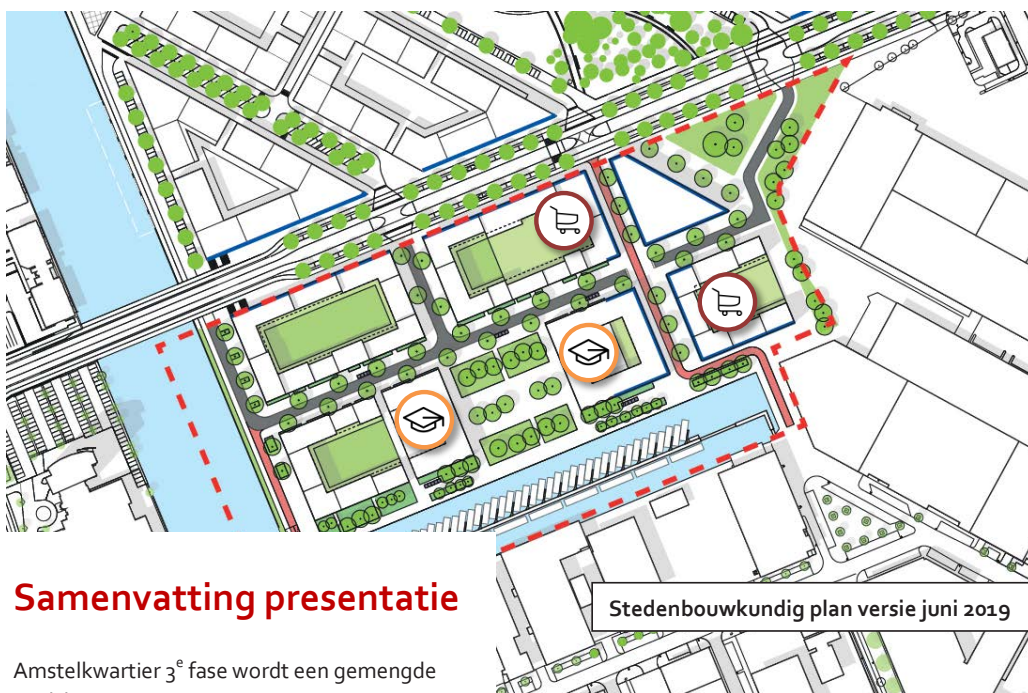 Samenvatting presentatie
Stedenbouwkundig plan versie juni 2019
Amstelkwartier 3e fase wordt een gemengde